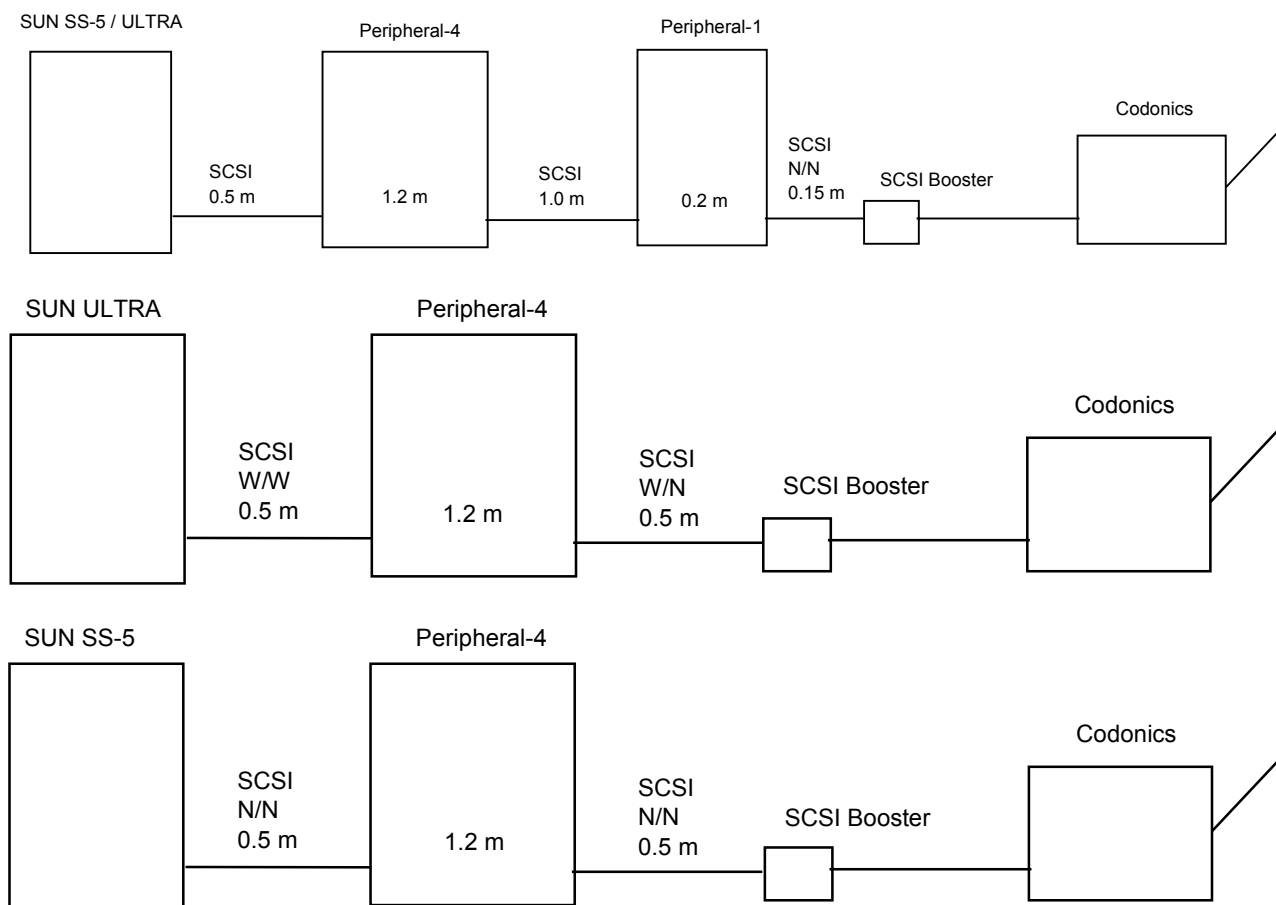 SUN SS-5 / ULTRA
Peripheral-4
Peripheral-1
Codonics
SCSI
0.5 m
1.2 m
SCSI
1.0 m
0.2 m
SCSI
N/N
0.15 m
SCSI Booster
SUN ULTRA
Peripheral-4
Codonics
SCSI
W/W
0.5 m
1.2 m
SCSI
W/N
0.5 m
SCSI Booster
SUN SS-5
Peripheral-4
Codonics
SCSI
N/N
0.5 m
1.2 m
SCSI
N/N
0.5 m
SCSI Booster